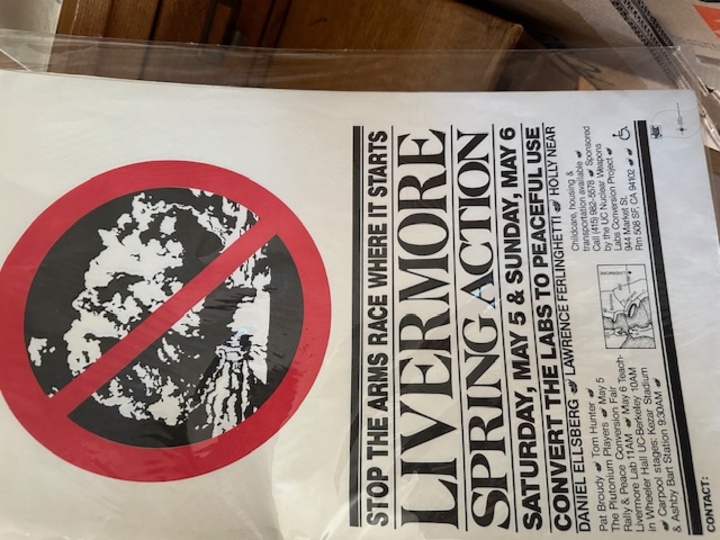 STOP THE ARMS RACE WHERE IT STARTS
LIVERMORE
SPRING ACTION
SATURDAY, MAY 5 & SUNDAY, MAY 6
CONVERT THE LABS TO PEACEFUL USE
DANIEL ELLSBERG LAWRENCE FERLINGHETTI HOLLY NEAR
Pat Broudy Tom Hunter
The Plutonium Players May 5
Rally & Peace Conversion Fair
Livermore Lab 11AM May 6 Teach-
in Wheeler Hall UC-Berkeley 10AM
Carpool stages: Kezar Stadium
& Ashby Bart Station 9:30AM
Childcare, housing &
transportation available
Call (415) 982-5578 Sponsored
by the UC Nuclear Weapons
Labs Conversion Project
944 Market St.
Rm 508 SF, CA 94102
CONTACT: